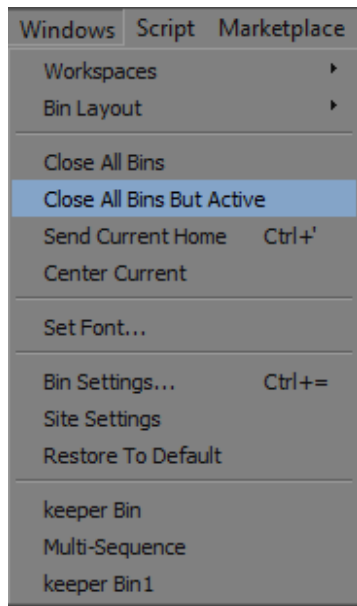 Windows Script Marketplace
Workspaces
Bin Layout
Close All Bins
Close All Bins But Active
Send Current Home Ctrl+'
Center Current
Set Font...
Bin Settings... Ctrl+=
Site Settings
Restore To Default
keeper Bin
Multi-Sequence
keeper Bin1